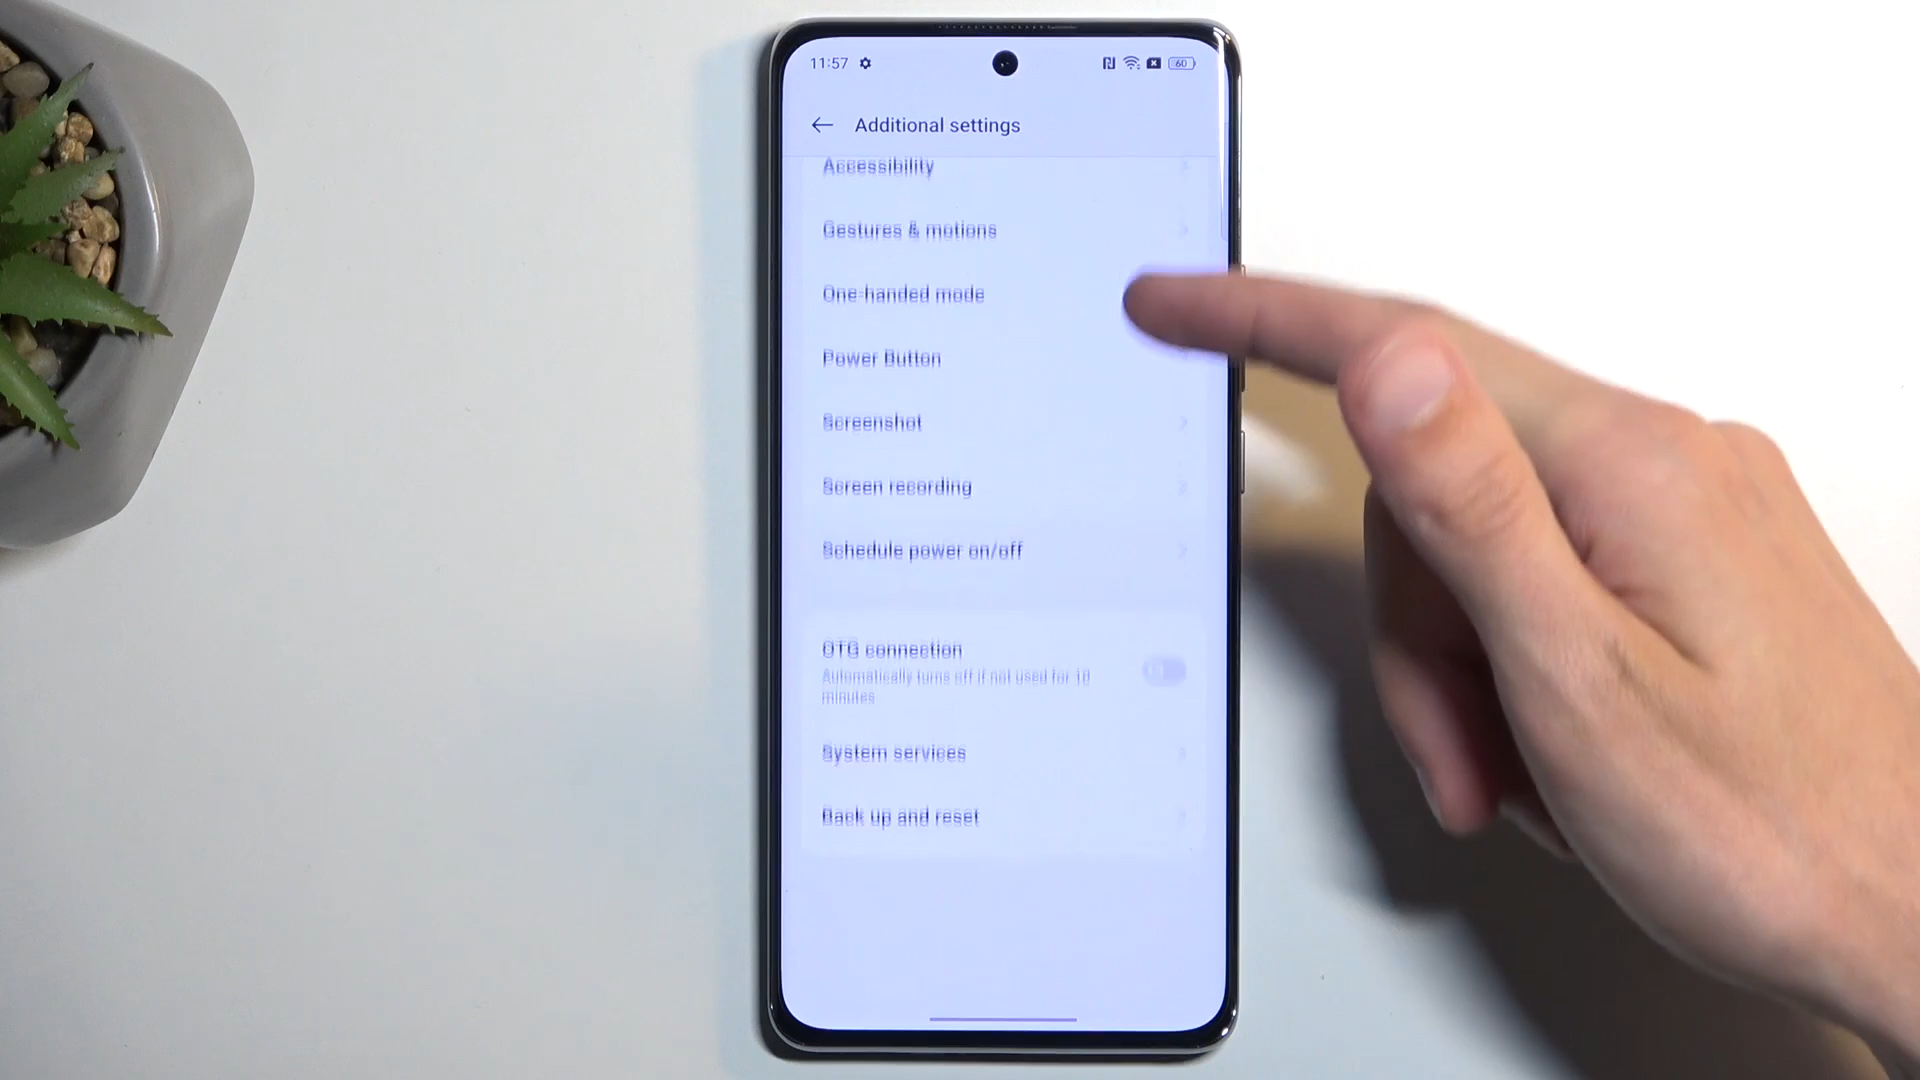 11:57
60
Additional settings
Accessibility
Gestures & motions
One-handed mode
Power Button
Screenshot
Screen recording
Schedule power on/off
OTG connection
Automatically turns off if not used for 10
minutes
System services
Back up and reset